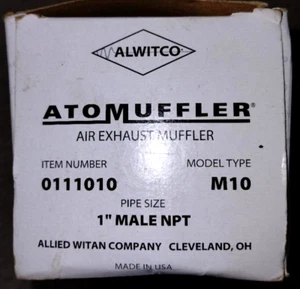 ALWITCO
ATOMUFFLER®
AIR EXHAUST MUFFLER
ITEM NUMBER MODEL TYPE
0111010 M10
PIPE SIZE
1" MALE NPT
ALLIED WITAN COMPANY CLEVELAND, OH
MADE IN USA